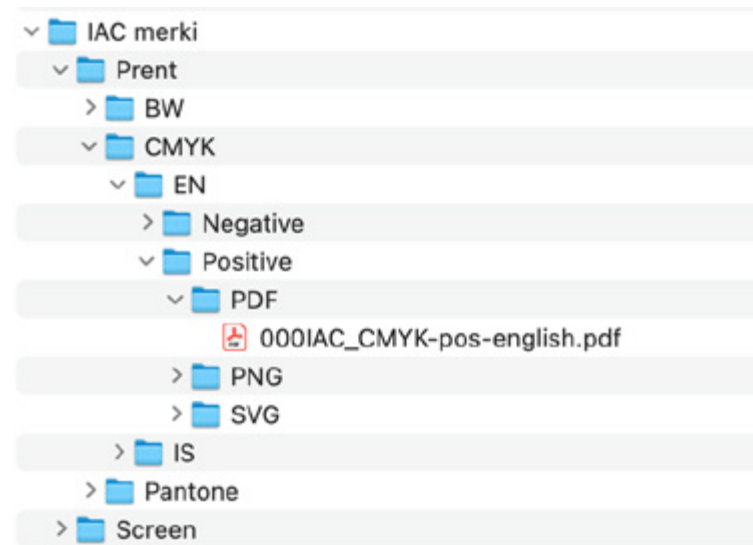 IAC merki
Prent
BW
CMYK
EN
Negative
Positive
PDF
000IAC_CMYK-pos-english.pdf
PNG
SVG
IS
Pantone
Screen